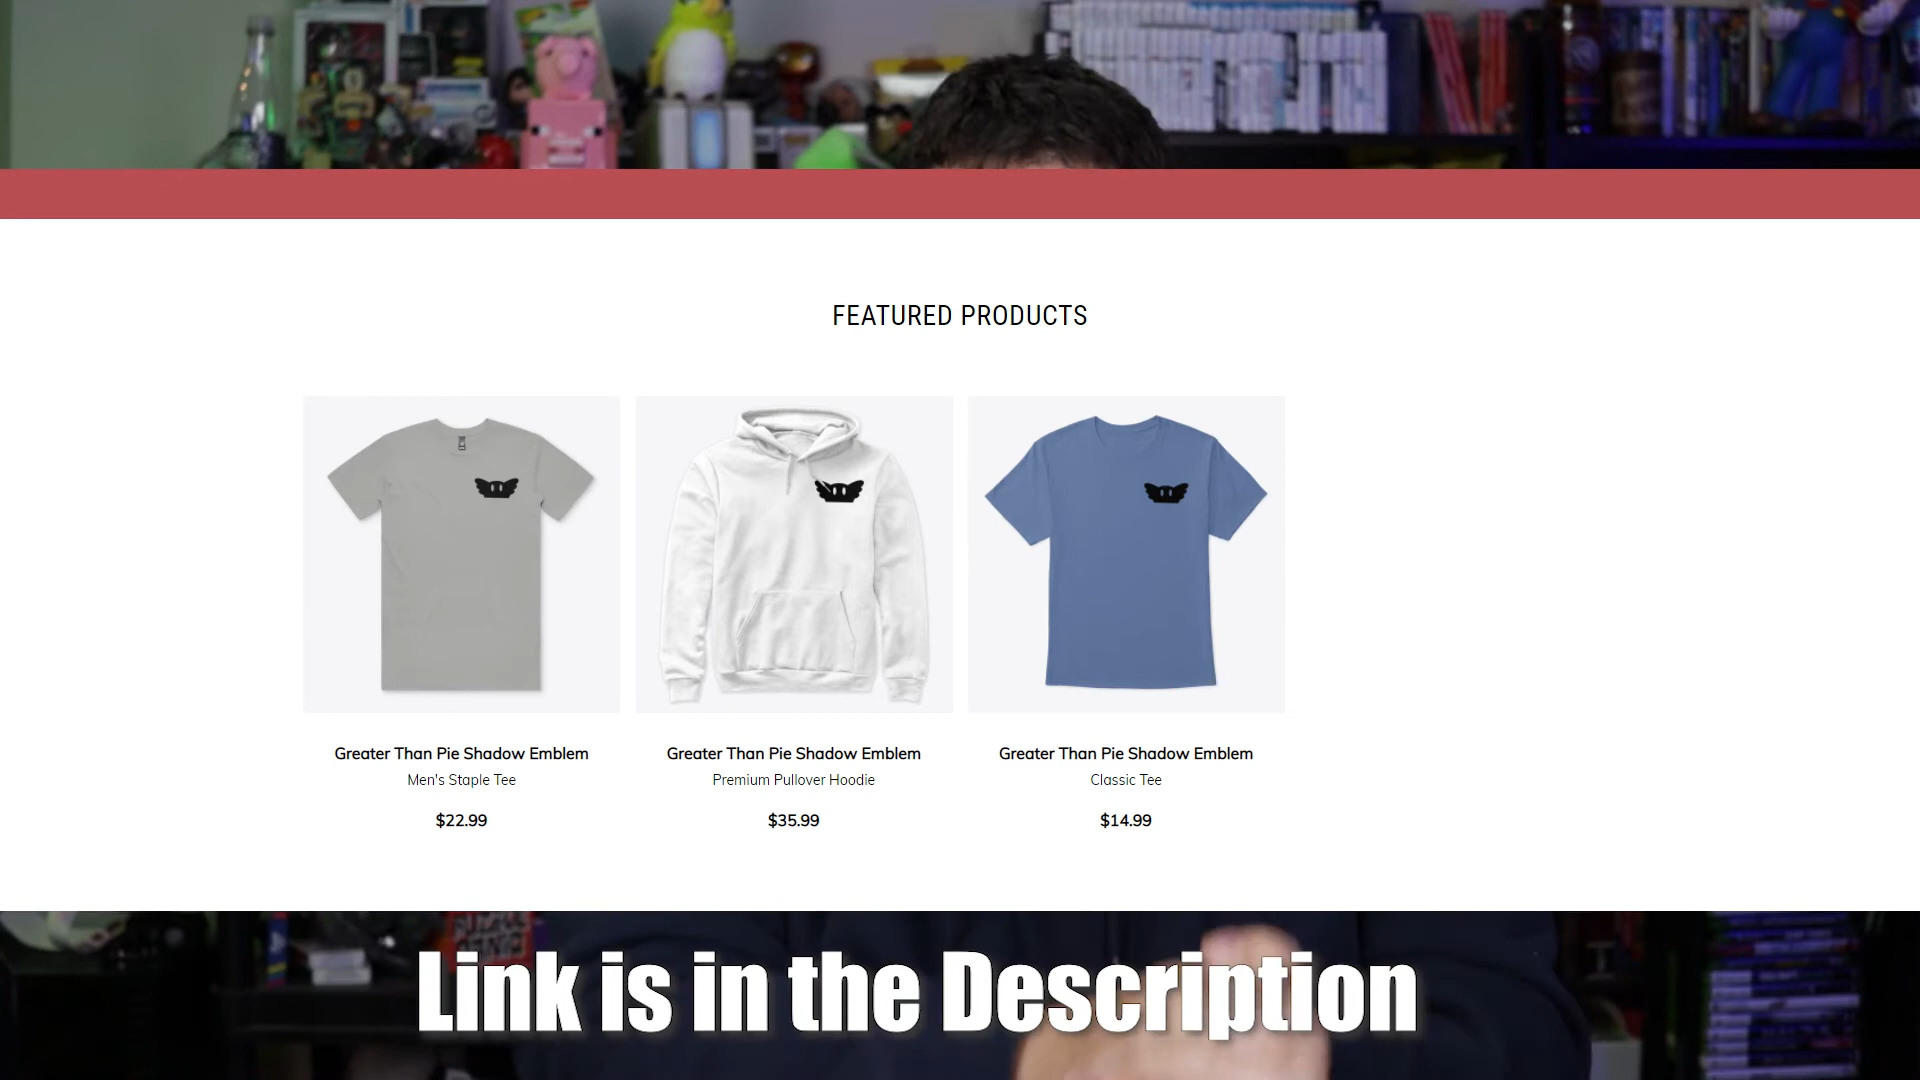 FEATURED PRODUCTS
Greater Than Pie Shadow Emblem
Men's Staple Tee
$22.99
Greater Than Pie Shadow Emblem
Premium Pullover Hoodie
$35.99
Greater Than Pie Shadow Emblem
Classic Tee
$14.99
Link is in the Description